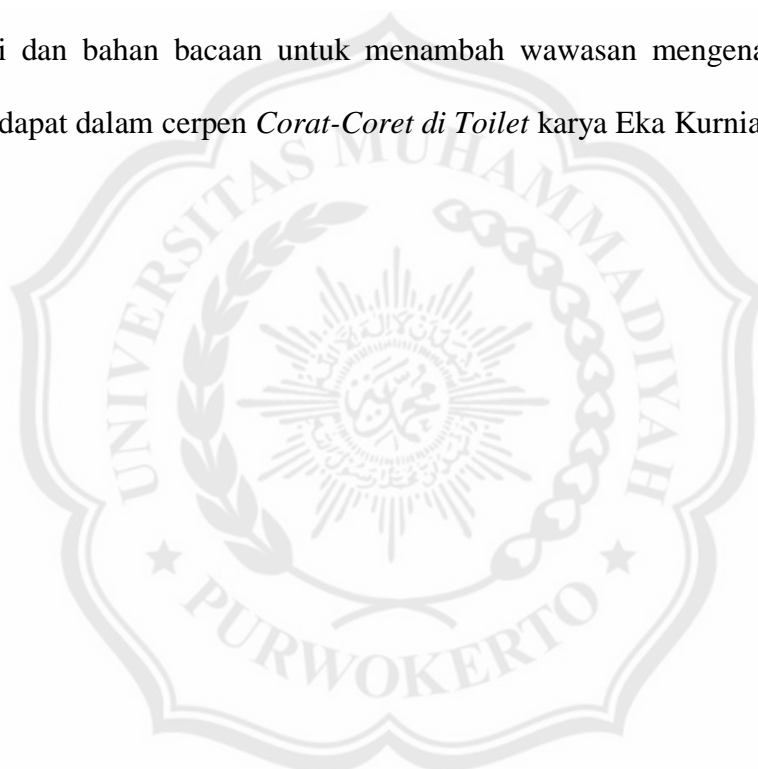 i dan bahan bacaan untuk menambah wawasan mengena
dapat dalam cerpen Corat-Coret di Toilet karya Eka Kurnia
UNIVERSITAS MUHAMMADIYAH
PURWOKERTO